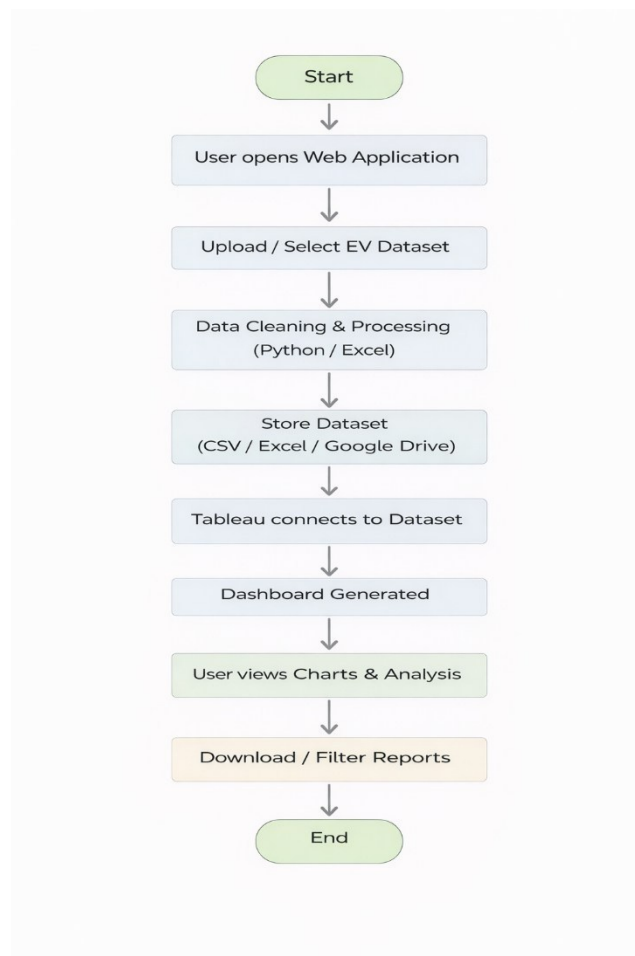 Start
User opens Web Application
Upload / Select EV Dataset
Data Cleaning & Processing
(Python / Excel)
Store Dataset
(CSV / Excel / Google Drive)
Tableau connects to Dataset
Dashboard Generated
User views Charts & Analysis
Download / Filter Reports
End